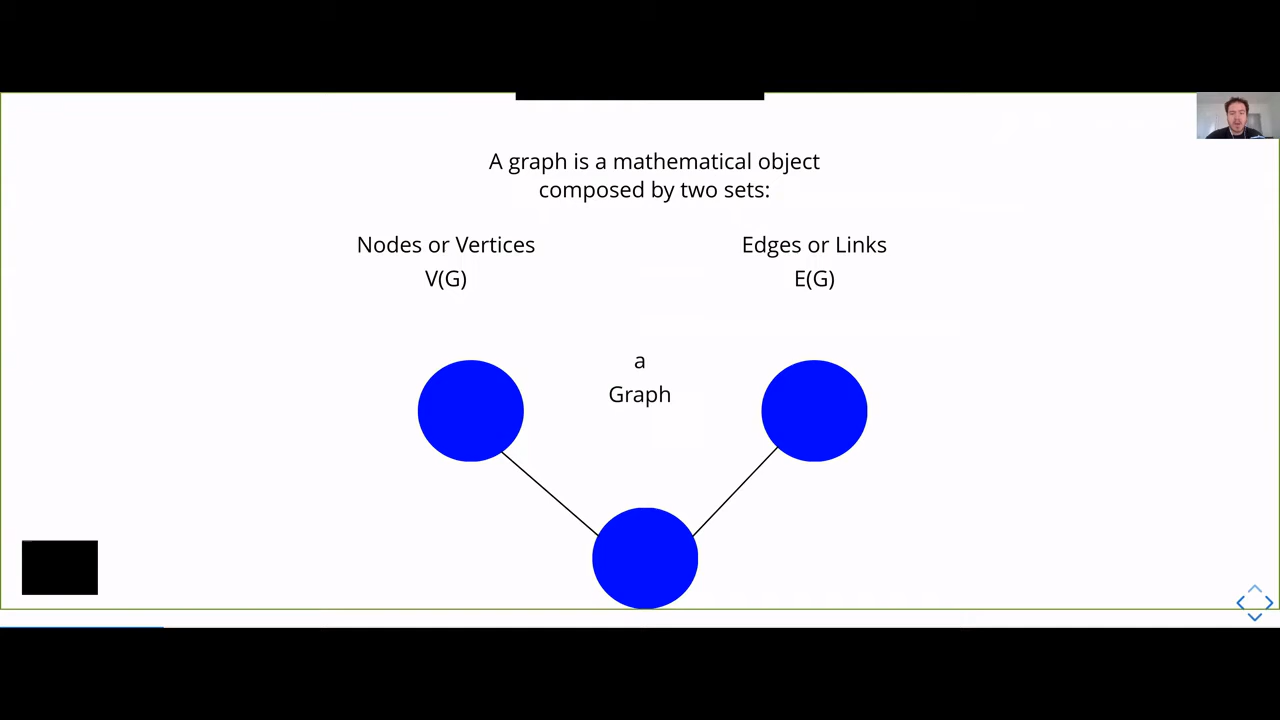 A graph is a mathematical object
composed by two sets:
Nodes or Vertices
V(G)
Edges or Links
E(G)
a
Graph